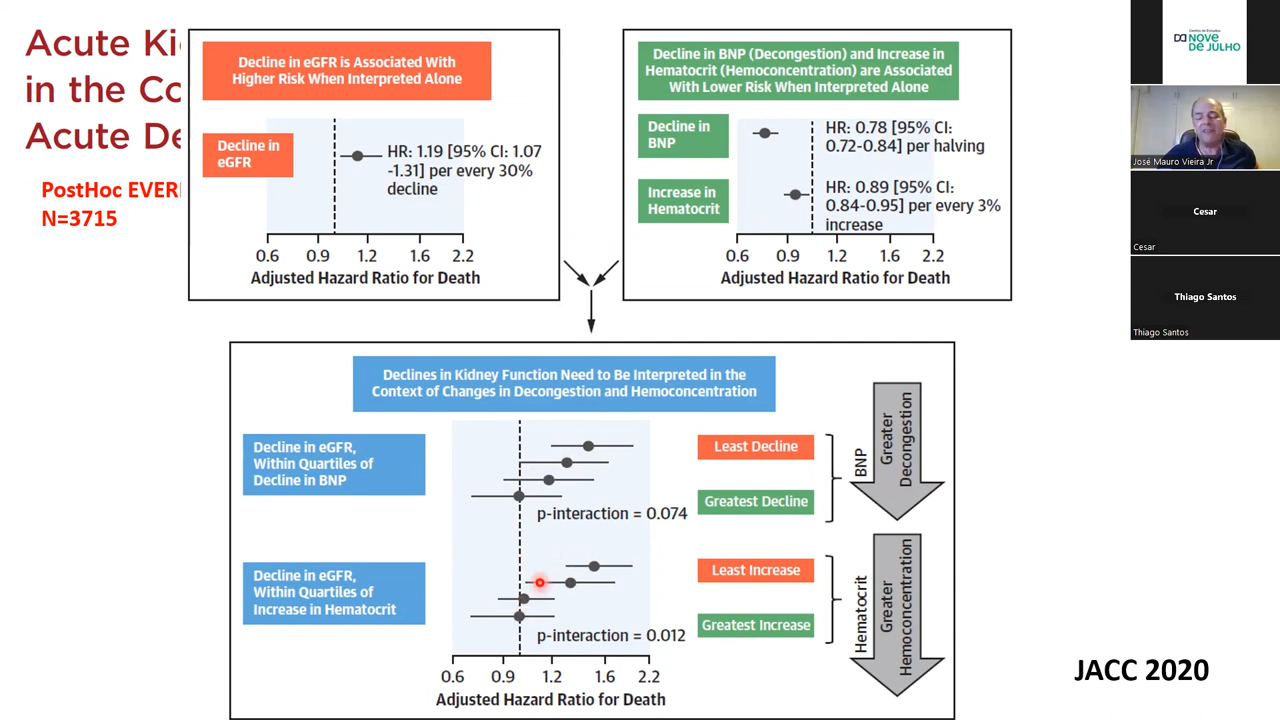 Acute Ki
in the Co
Acute De
PostHoc EVER
N=3715
Decline in eGFR is Associated With
Higher Risk When Interpreted Alone
Decline in
eGFR
HR: 1.19 [95% CI: 1.07
-1.31] per every 30%
decline
0.6 0.9 1.2 1.6 2.2
Adjusted Hazard Ratio for Death
Decline in BNP (Decongestion) and Increase in
Hematocrit (Hemoconcentration) are Associated
With Lower Risk When Interpreted Alone
Decline in
BNP
HR: 0.78 [95% CI:
0.72-0.84] per halving
Increase in
Hematocrit
HR: 0.89 [95% CI:
0.84-0.95] per every 3%
increase
0.6 0.9 1.2 1.6 2.2
Adjusted Hazard Ratio for Death
Declines in Kidney Function Need to Be Interpreted in the
Context of Changes in Decongestion and Hemoconcentration
Decline in eGFR,
Within Quartiles of
Decline in BNP
p-interaction = 0.074
Least Decline
Greatest Decline
BNP
Greater
Decongestion
Decline in eGFR,
Within Quartiles of
Increase in Hematocrit
p-interaction = 0.012
Least Increase
Greatest Increase
Hematocrit
Greater
Hemoconcentration
0.6 0.9 1.2 1.6 2.2
Adjusted Hazard Ratio for Death
JACC 2020
Centro de Estudos
NOVE
DE JULHO
José Mauro Vieira Jr
Cesar
Cesar
Thiago Santos
Thiago Santos